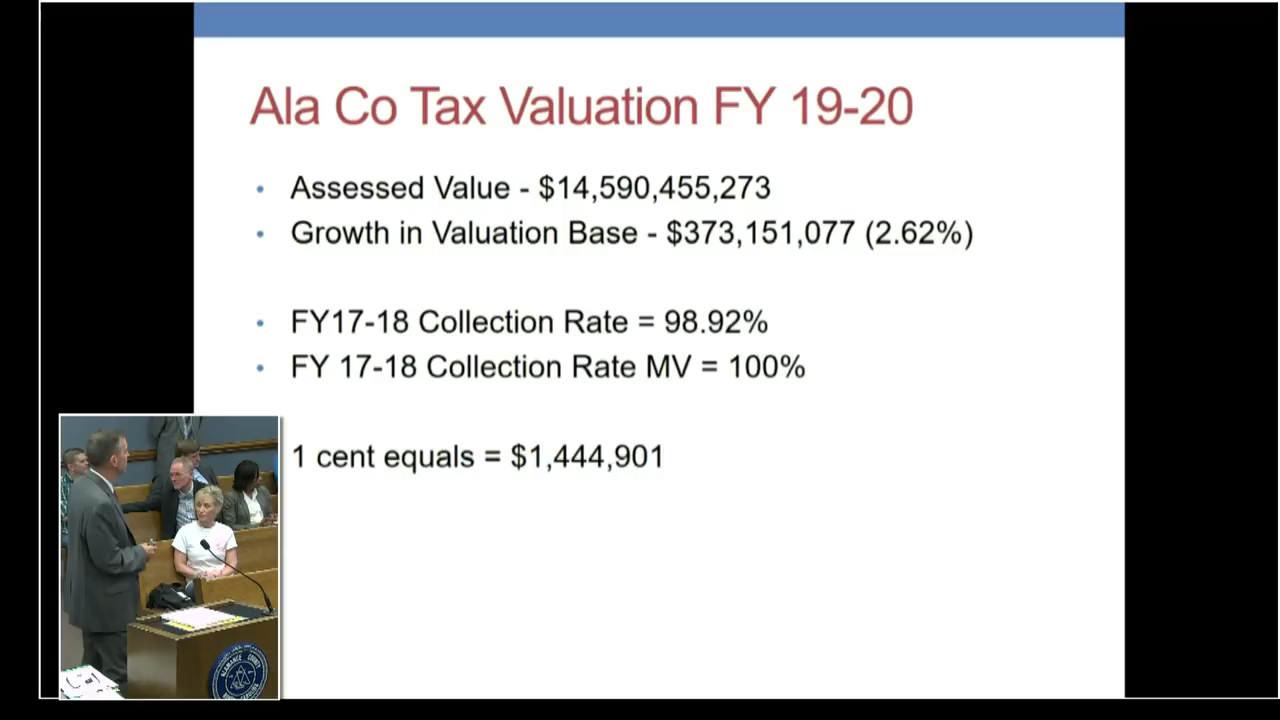 Ala Co Tax Valuation FY 19-20
• Assessed Value - $14,590,455,273
• Growth in Valuation Base - $373,151,077 (2.62%)
• FY17-18 Collection Rate = 98.92%
• FY 17-18 Collection Rate MV = 100%
1 cent equals = $1,444,901
ALAMANCE COUNTY